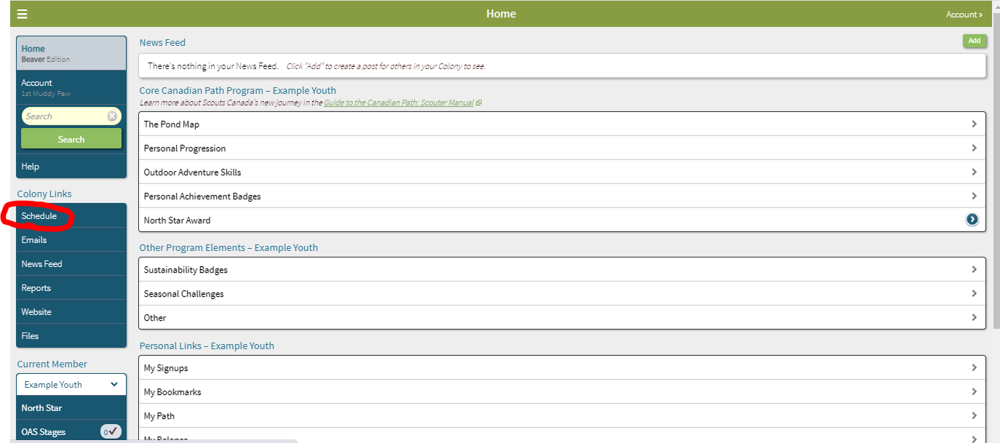 Home
Account »
Home
Beaver Edition
Account
1st Muddy Paw
Search
Search
Help
Colony Links
Schedule
Emails
News Feed
Reports
Website
Files
Current Member
Example Youth
North Star
OAS Stages 0
News Feed
Add
There's nothing in your News Feed. Click "Add" to create a post for others in your Colony to see.
Core Canadian Path Program – Example Youth
Learn more about Scouts Canada's new journey in the Guide to the Canadian Path: Scouter Manual
The Pond Map
Personal Progression
Outdoor Adventure Skills
Personal Achievement Badges
North Star Award
Other Program Elements – Example Youth
Sustainability Badges
Seasonal Challenges
Other
Personal Links – Example Youth
My Signups
My Bookmarks
My Path
My Balance